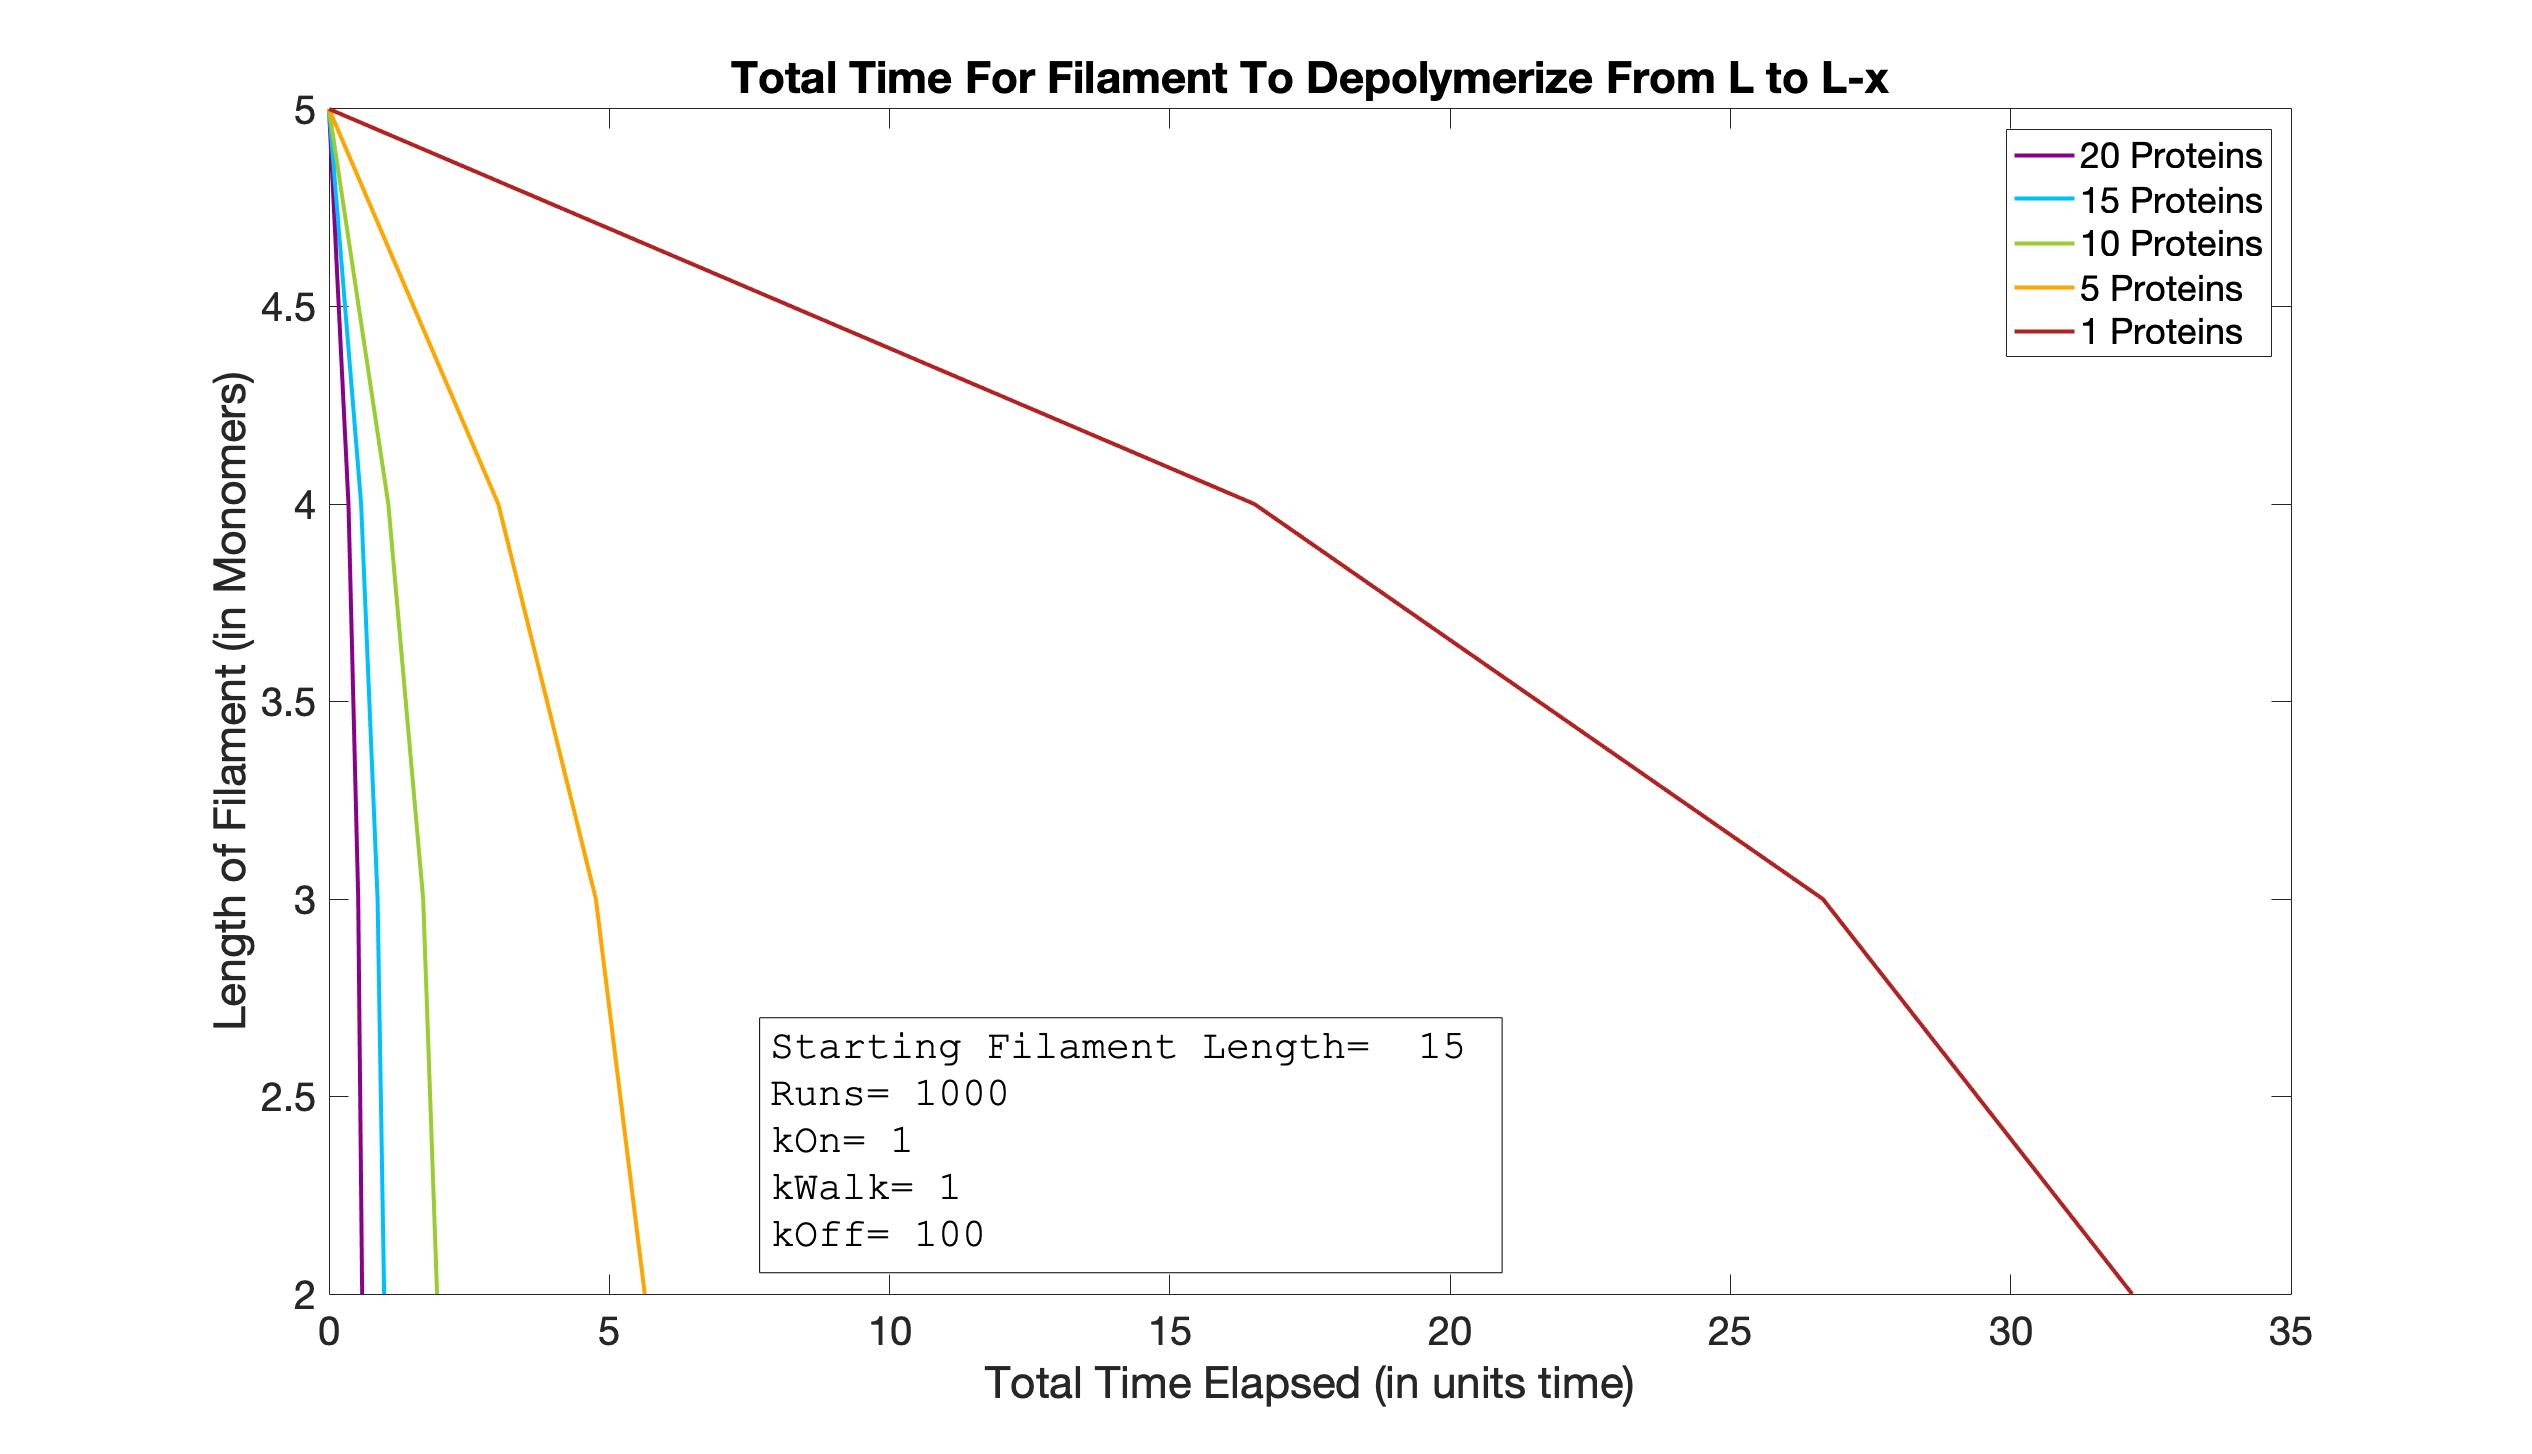 Total Time For Filament To Depolymerize From L to L-x
5
4.5
4
3.5
3
2.5
2
Length of Filament (in Monomers)
20 Proteins
15 Proteins
10 Proteins
5 Proteins
1 Proteins
Starting Filament Length=  15
Runs= 1000
kOn= 1
kWalk= 1
kOff= 100
0 5 10 15 20 25 30 35
Total Time Elapsed (in units time)